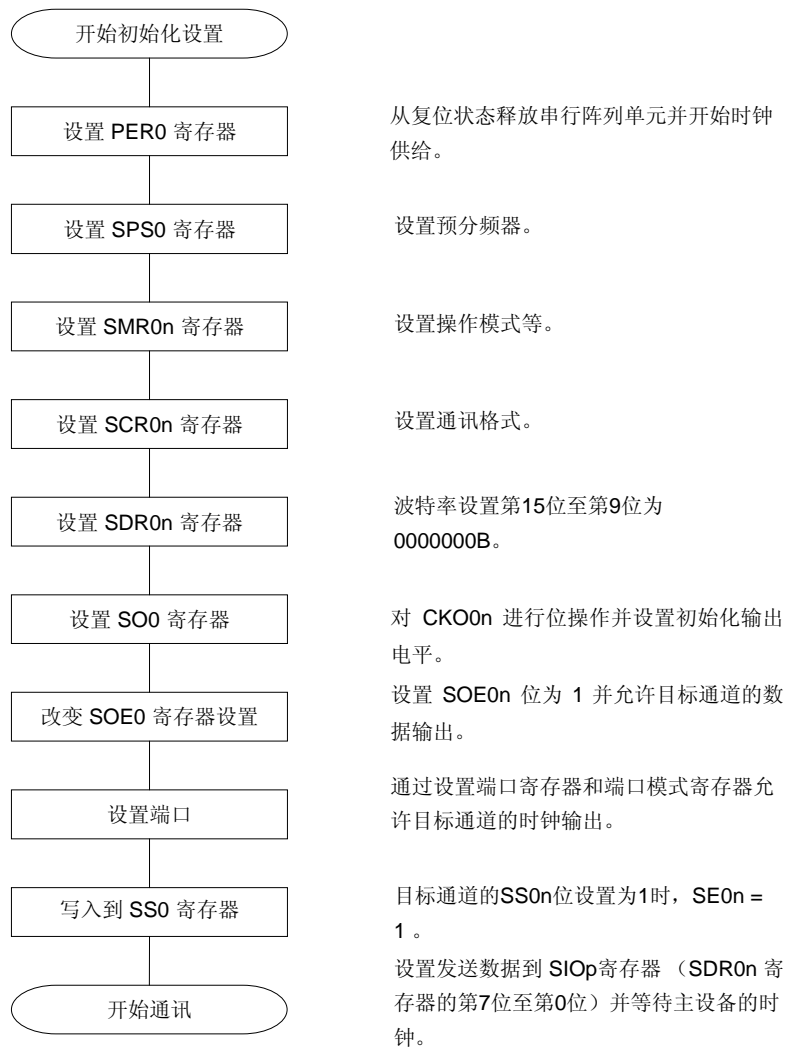 开始初始化设置
设置 PER0 寄存器
从复位状态释放串行阵列单元并开始时钟
供给。
设置 SPS0 寄存器
设置预分频器。
设置 SMR0n 寄存器
设置操作模式等。
设置 SCR0n 寄存器
设置通讯格式。
设置 SDR0n 寄存器
波特率设置第15位至第9位为
0000000B。
设置 SO0 寄存器
对 CKO0n 进行位操作并设置初始化输出
电平。
改变 SOE0 寄存器设置
设置 SOE0n 位为 1 并允许目标通道的数
据输出。
设置端口
通过设置端口寄存器和端口模式寄存器允
许目标通道的时钟输出。
写入到 SS0 寄存器
目标通道的SS0n位设置为1时，SE0n =
1 。
开始通讯
设置发送数据到 SIOp寄存器 （SDR0n 寄
存器的第7位至第0位）并等待主设备的时
钟。